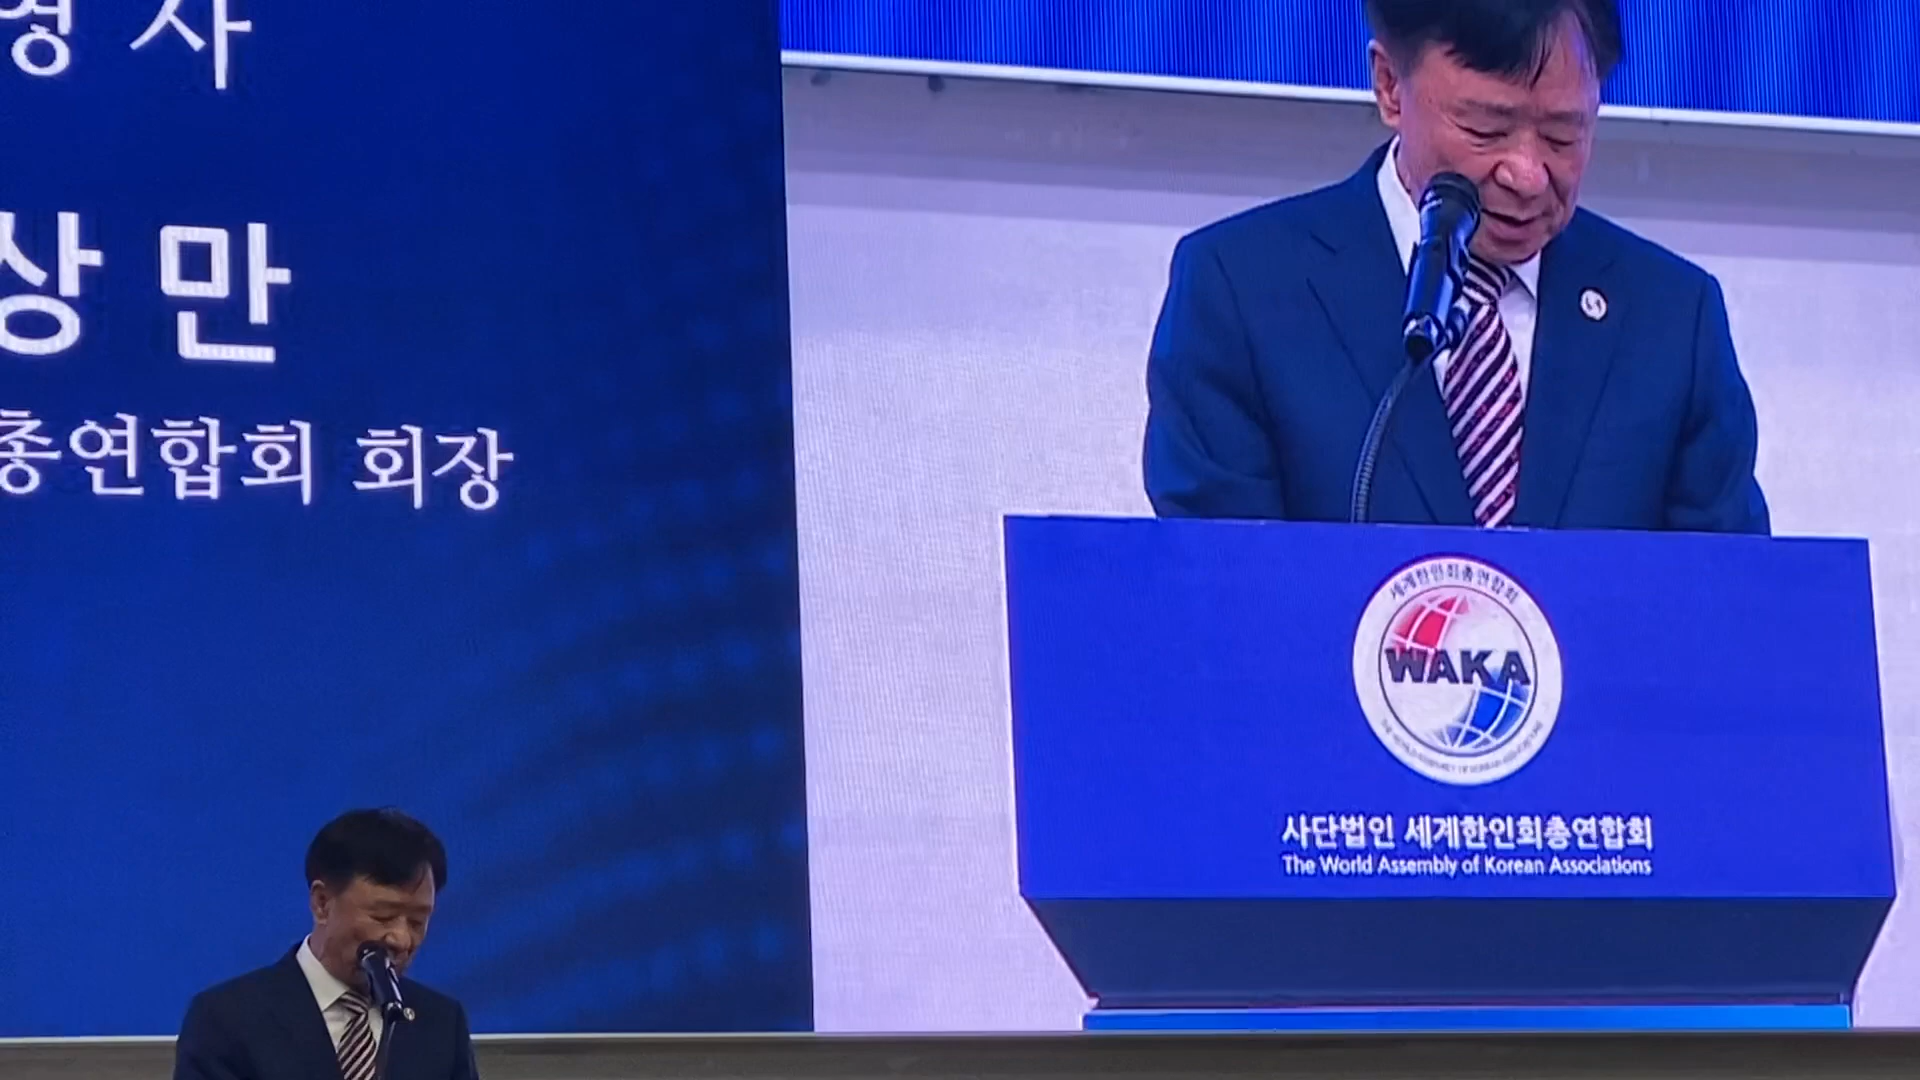 영 사
상 만
총연합회 회장
세계한인회총연합회
WAKA
사단법인 세계한인회총연합회
The World Assembly of Korean Associations